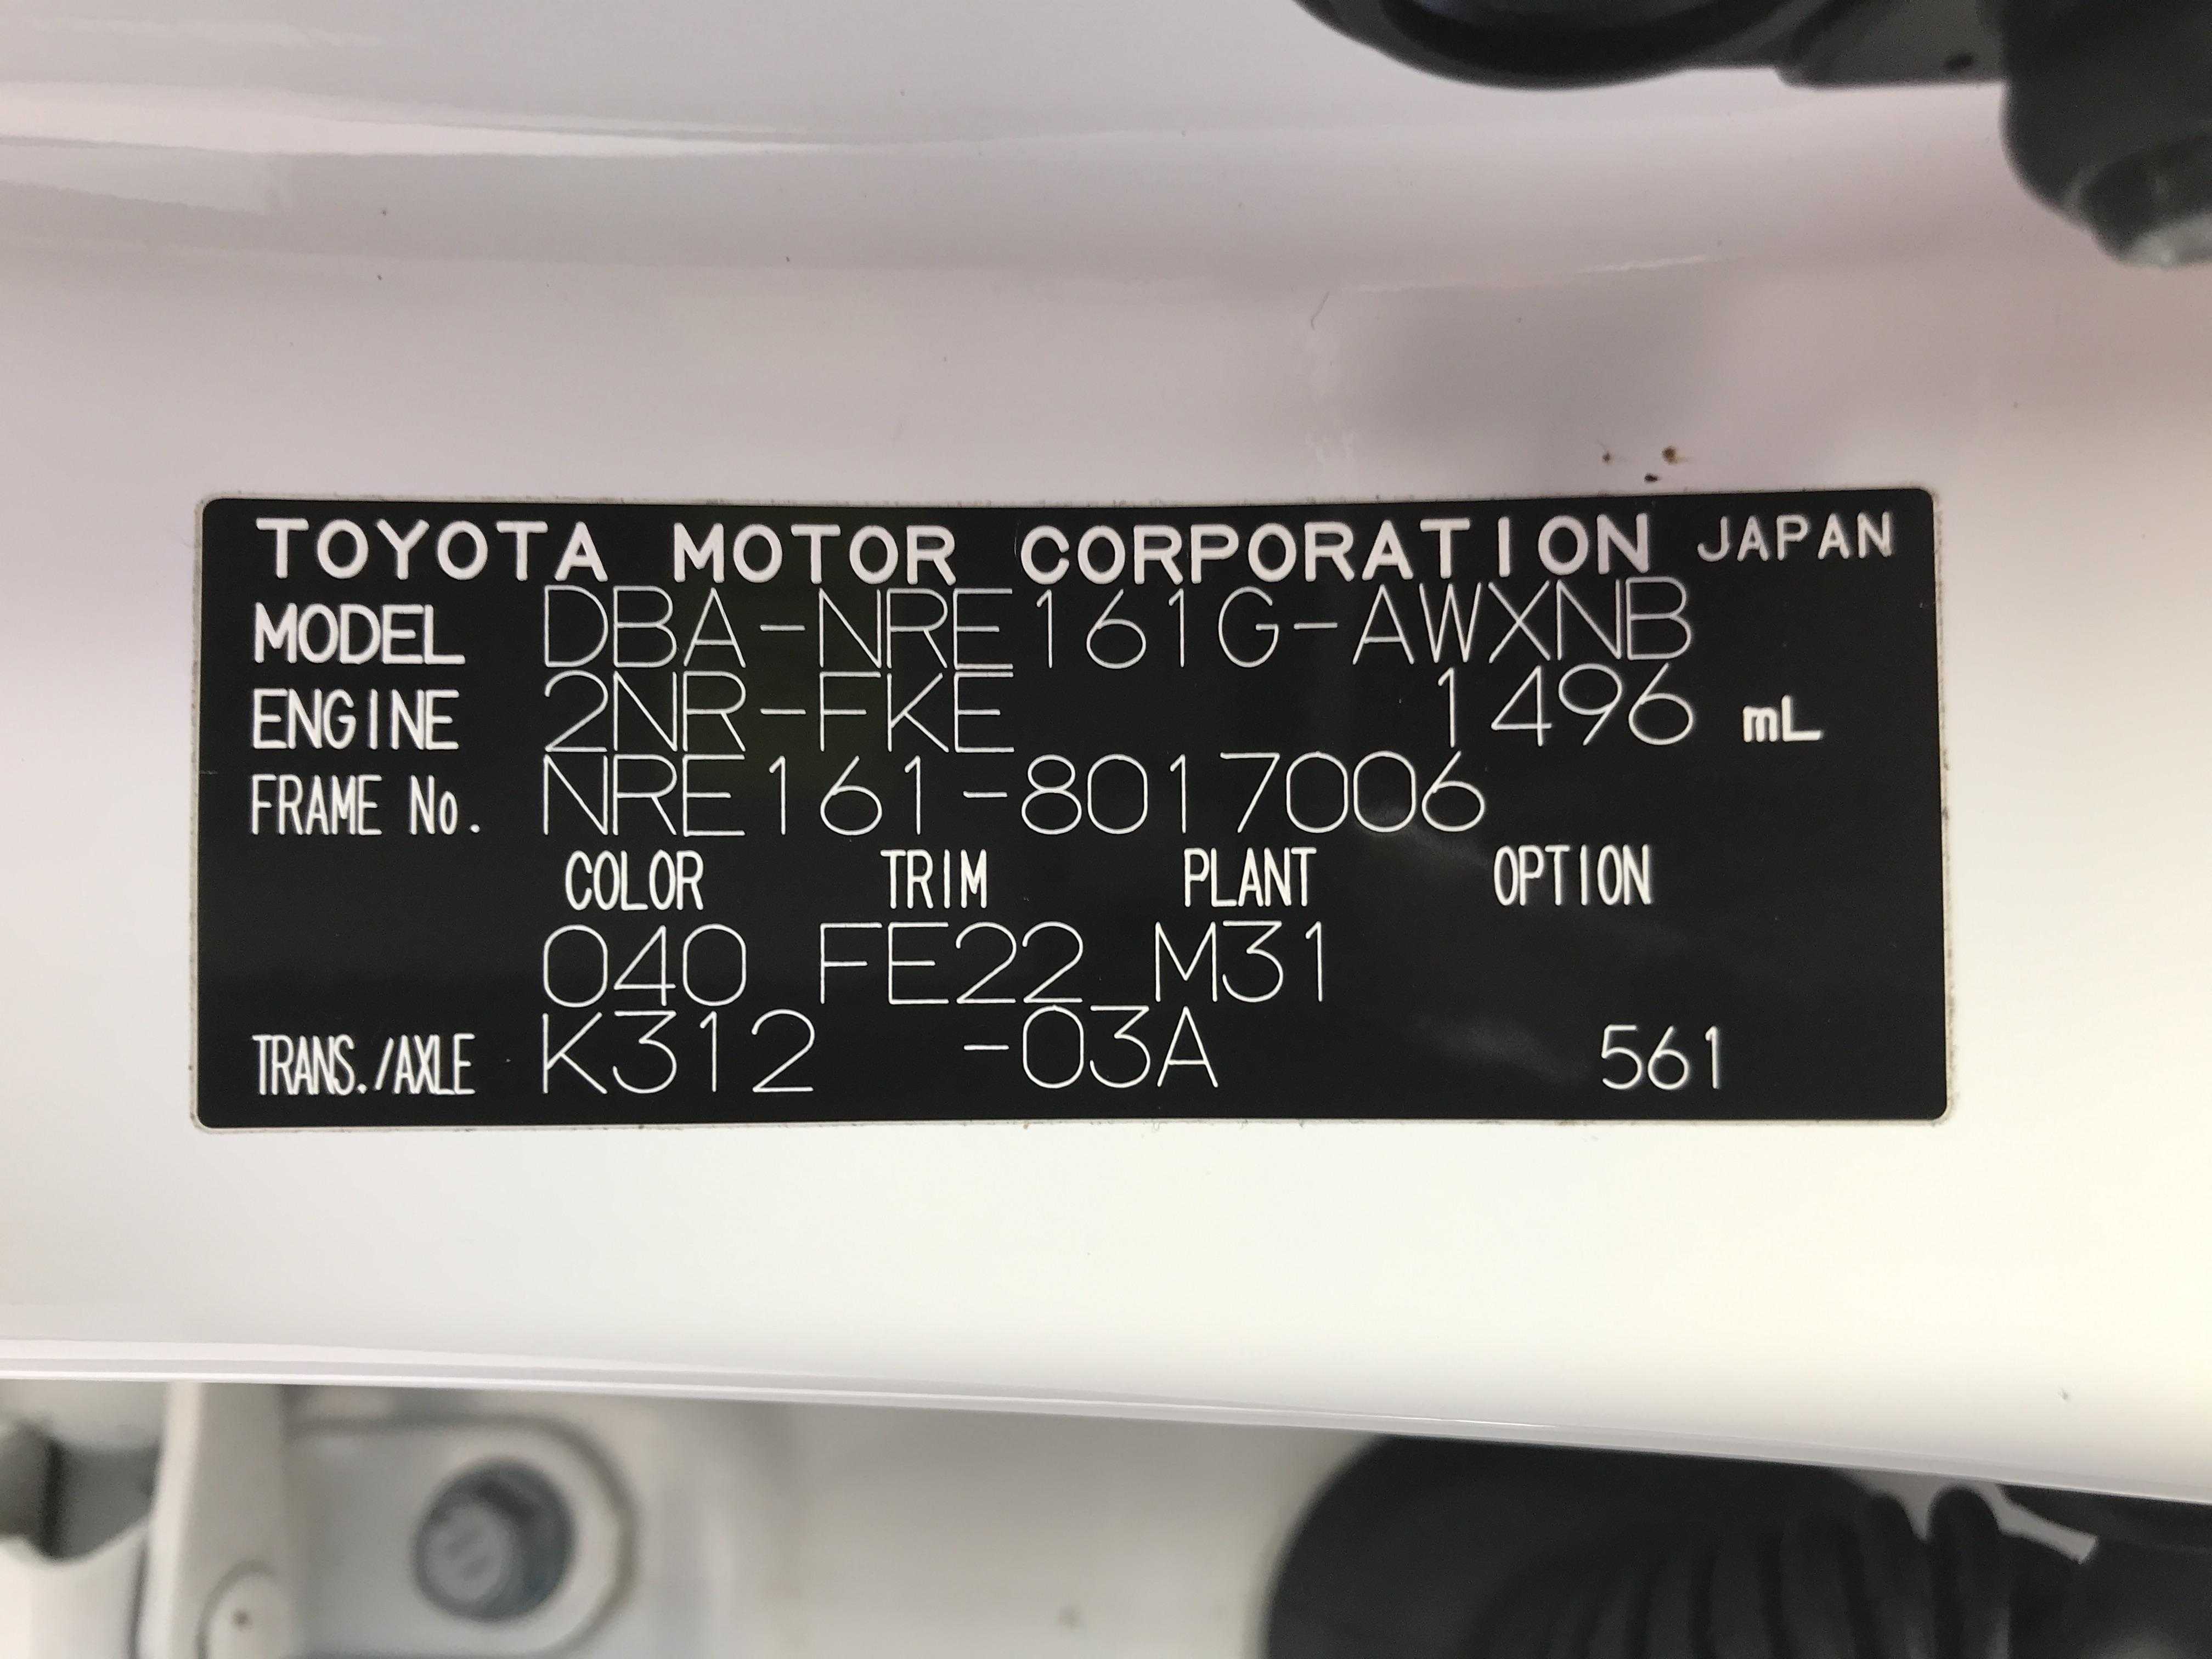 TOYOTA MOTOR CORPORATION JAPAN
MODEL DBA-NRE161G-AWXNB
ENGINE 2NR-FKE 1496 mL
FRAME No. NRE161-8017006
COLOR TRIM PLANT OPTION
040 FE22 M31
TRANS./AXLE K312 -03A 561